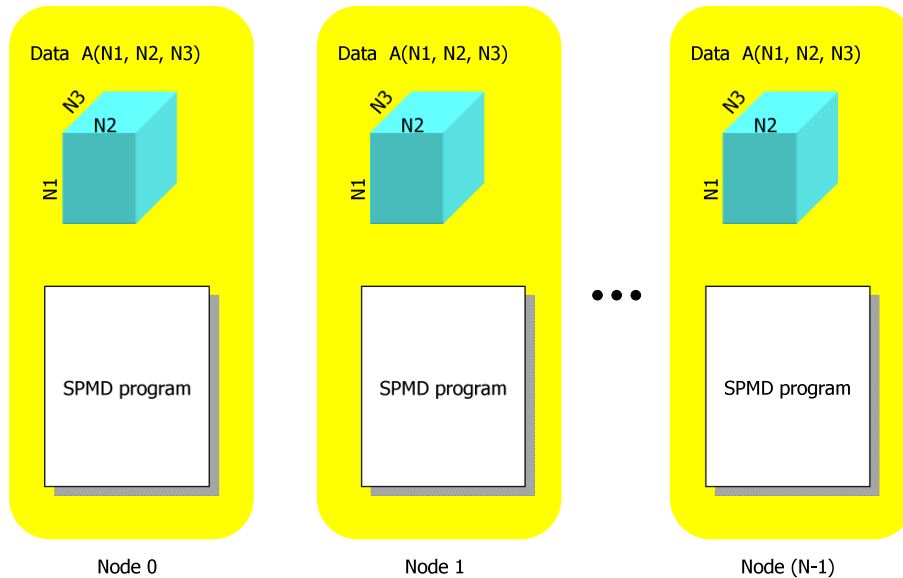 Data A(N1, N2, N3)
N3
N2
N1
SPMD program
Node 0
Data A(N1, N2, N3)
N3
N2
N1
SPMD program
Node 1
Data A(N1, N2, N3)
N3
N2
N1
SPMD program
Node (N-1)